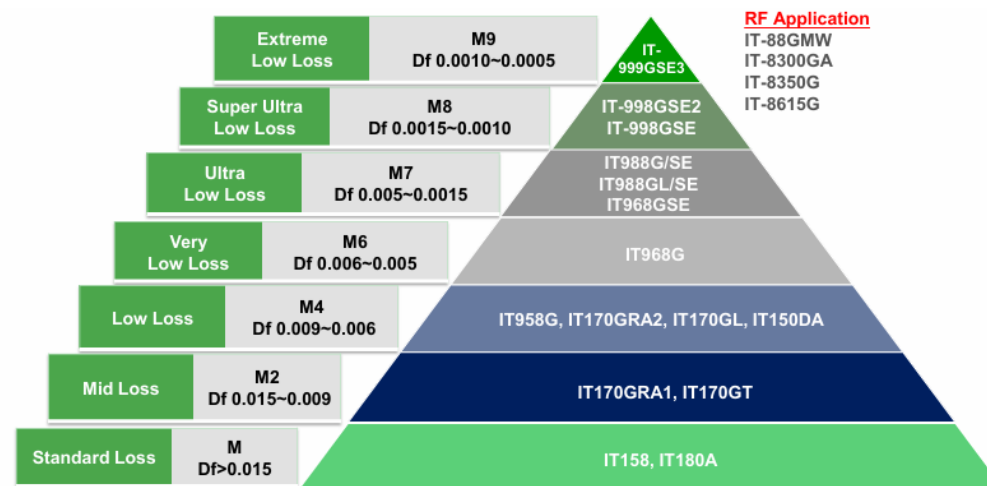 Extreme
Low Loss
M9
Df 0.0010~0.0005
IT-
999GSE3
RF Application
IT-88GMW
IT-8300GA
IT-8350G
IT-8615G
Super Ultra
Low Loss
M8
Df 0.0015~0.0010
IT-998GSE2
IT-998GSE
Ultra
Low Loss
M7
Df 0.005~0.0015
IT988G/SE
IT988GL/SE
IT968GSE
Very
Low Loss
M6
Df 0.006~0.005
IT968G
Low Loss
M4
Df 0.009~0.006
IT958G, IT170GRA2, IT170GL, IT150DA
Mid Loss
M2
Df 0.015~0.009
IT170GRA1, IT170GT
Standard Loss
M
Df>0.015
IT158, IT180A